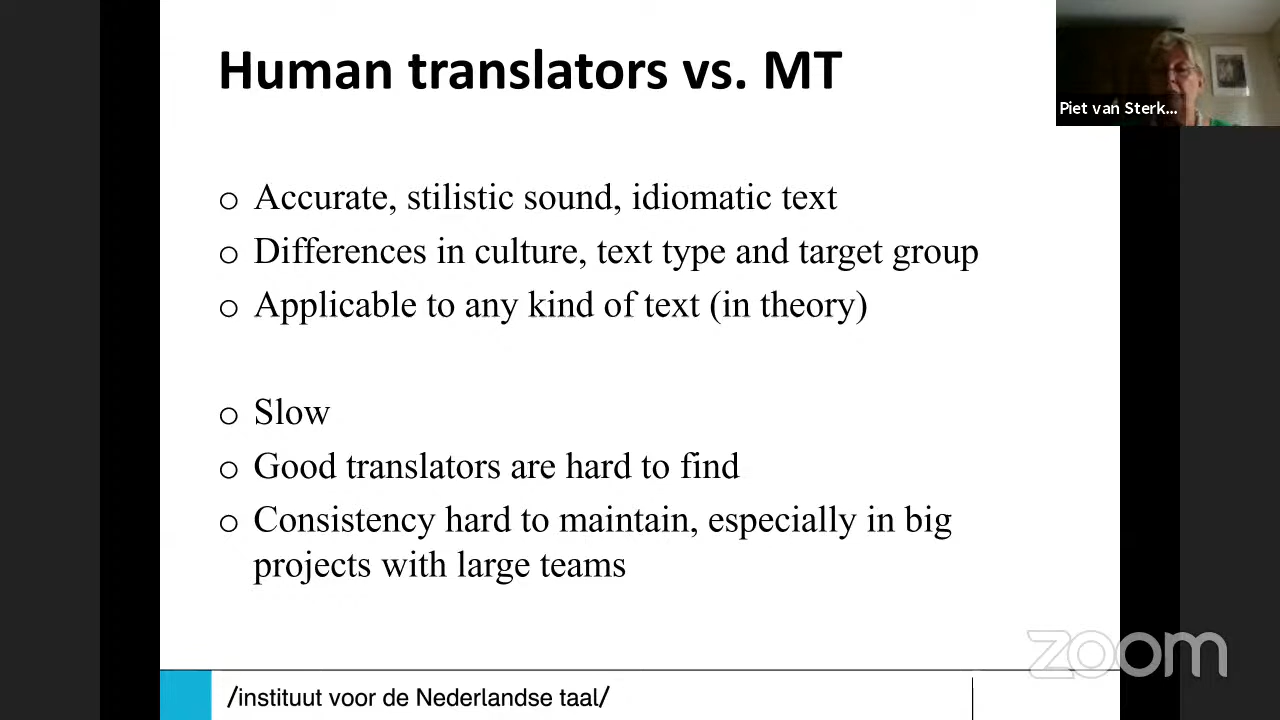 Human translators vs. MT
Piet van Sterk...
o Accurate, stilistic sound, idiomatic text
o Differences in culture, text type and target group
o Applicable to any kind of text (in theory)
o Slow
o Good translators are hard to find
o Consistency hard to maintain, especially in big
projects with large teams
zoom
/instituut voor de Nederlandse taal/